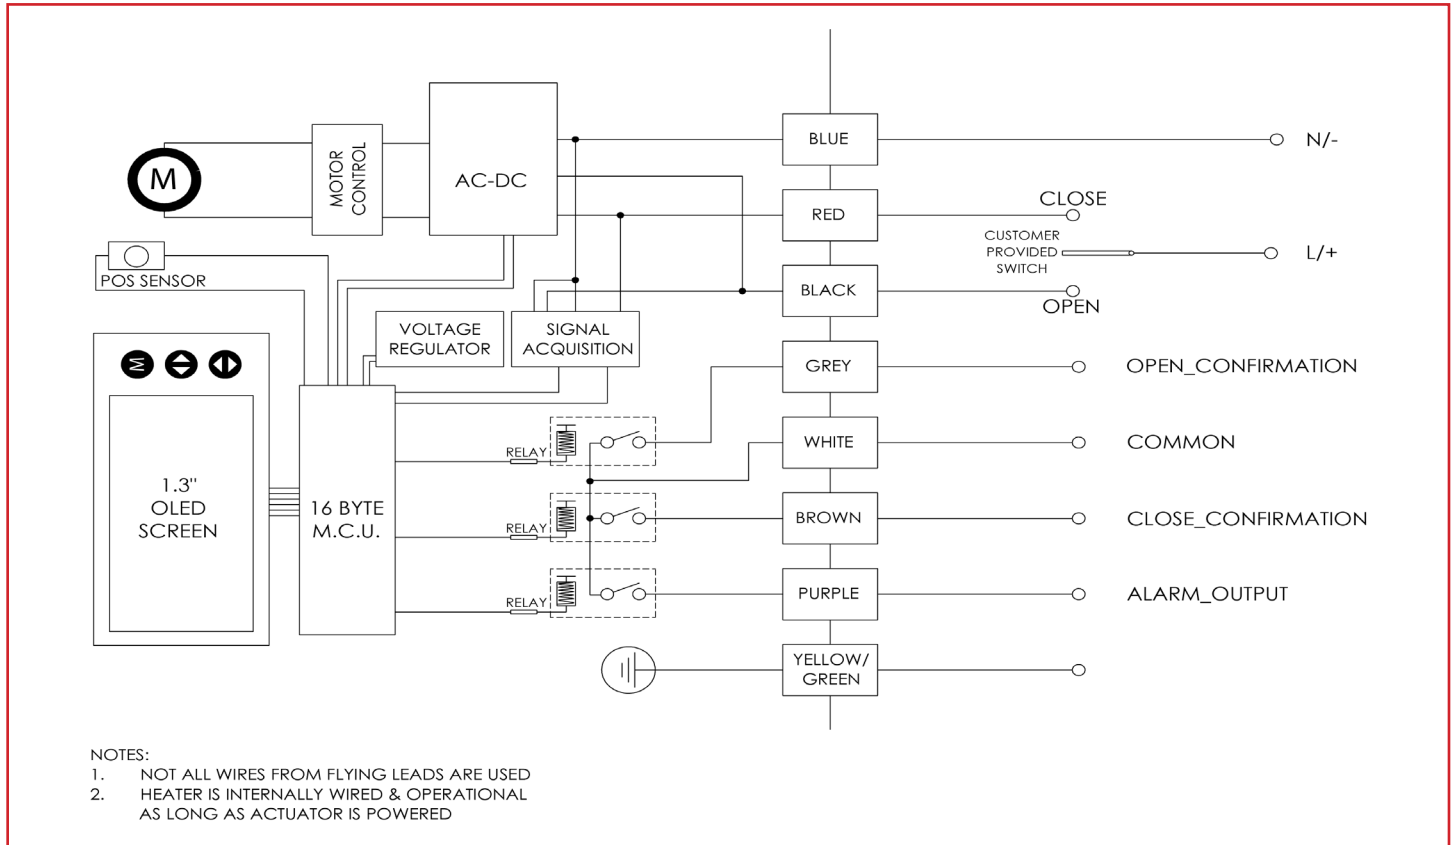 BLUE
N/-
MOTOR
CONTROL
AC-DC
M
RED
CLOSE
CUSTOMER
PROVIDED
SWITCH
L/+
POS SENSOR
BLACK
OPEN
VOLTAGE
REGULATOR
SIGNAL
ACQUISITION
M
GREY
OPEN_CONFIRMATION
WHITE
COMMON
RELAY
1.3"
OLED
SCREEN
16 BYTE
M.C.U.
BROWN
CLOSE_CONFIRMATION
RELAY
PURPLE
ALARM_OUTPUT
RELAY
YELLOW/
GREEN
NOTES:
1. NOT ALL WIRES FROM FLYING LEADS ARE USED
2. HEATER IS INTERNALLY WIRED & OPERATIONAL
AS LONG AS ACTUATOR IS POWERED